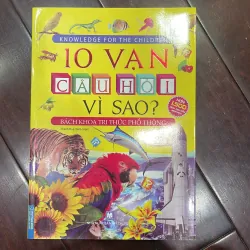 KNOWLEDGE FOR THE CHILDREN
10 VẠN
CÂU HỎI
VÌ SAO?
BÁCH KHOA TRI THỨC PHỔ THÔNG